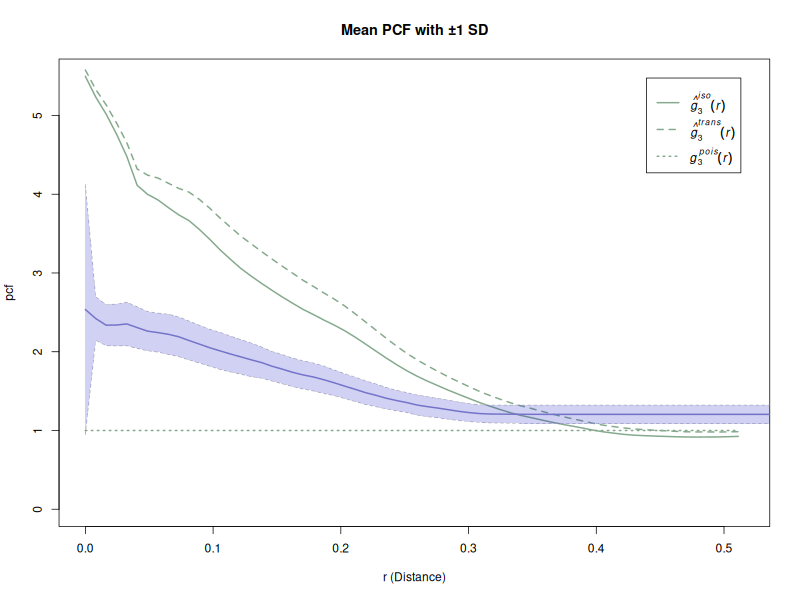 Mean PCF with ±1 SD
ĝ₃ⁱˢᵒ(r)
ĝ₃ᵗʳᵃⁿˢ(r)
g₃ᵖᵒⁱˢ(r)
pcf
5
4
3
2
1
0
0.0 0.1 0.2 0.3 0.4 0.5
r (Distance)